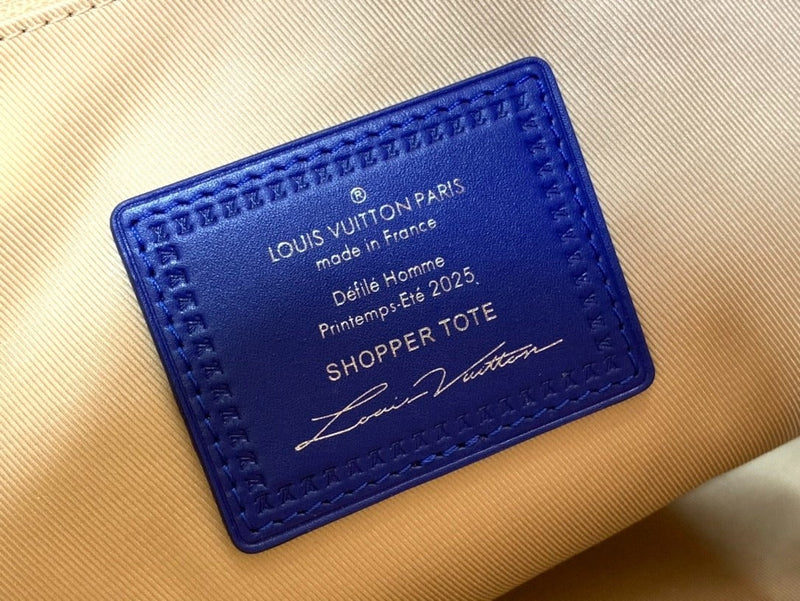 ®
LOUIS VUITTON PARIS
made in France
Défilé Homme
Printemps-Eté 2025.
SHOPPER TOTE
Louis Vuitton